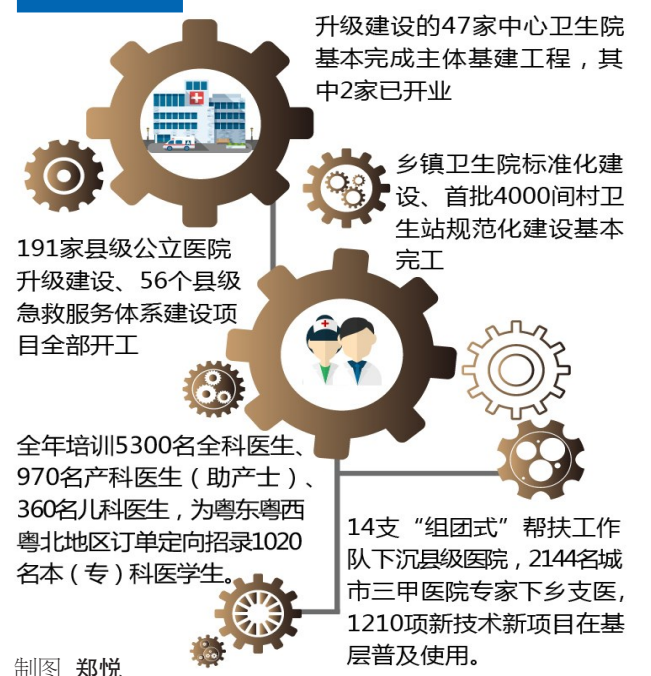 升级建设的47家中心卫生院
基本完成主体基建工程，其
中2家已开业
乡镇卫生院标准化建
设、首批4000间村卫
生站规范化建设基本
完工
191家县级公立医院
升级建设、56个县级
急救服务体系建设项
目全部开工
全年培训5300名全科医生、
970名产科医生（助产士）、
360名儿科医生，为粤东粤西
粤北地区订单定向招录1020
名本（专）科医学生。
14支“组团式”帮扶工作
队下沉县级医院，2144名城
市三甲医院专家下乡支医，
1210项新技术新项目在基
层普及使用。
制图 郑悦